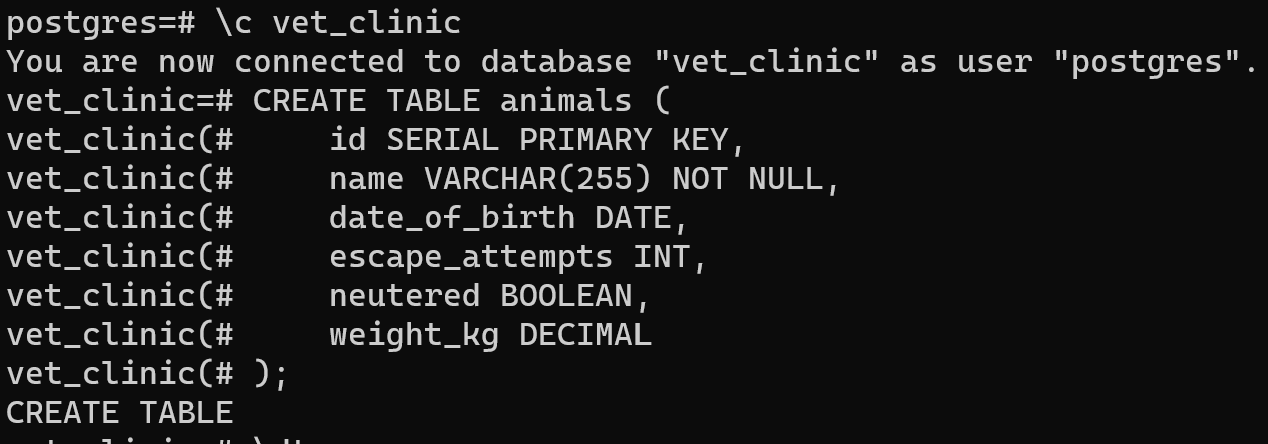 postgres=# \c vet_clinic
You are now connected to database "vet_clinic" as user "postgres".
vet_clinic=# CREATE TABLE animals (
vet_clinic(#     id SERIAL PRIMARY KEY,
vet_clinic(#     name VARCHAR(255) NOT NULL,
vet_clinic(#     date_of_birth DATE,
vet_clinic(#     escape_attempts INT,
vet_clinic(#     neutered BOOLEAN,
vet_clinic(#     weight_kg DECIMAL
vet_clinic(# );
CREATE TABLE